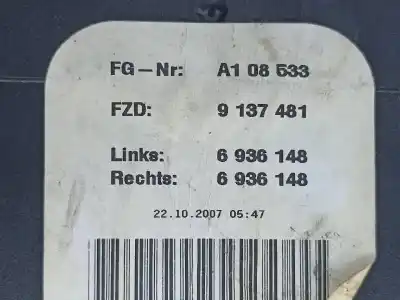 FG-Nr: A1 08 533
FZD: 9 137 481
Links: 6 936 148
Rechts: 6 936 148
22.10.2007 05:47